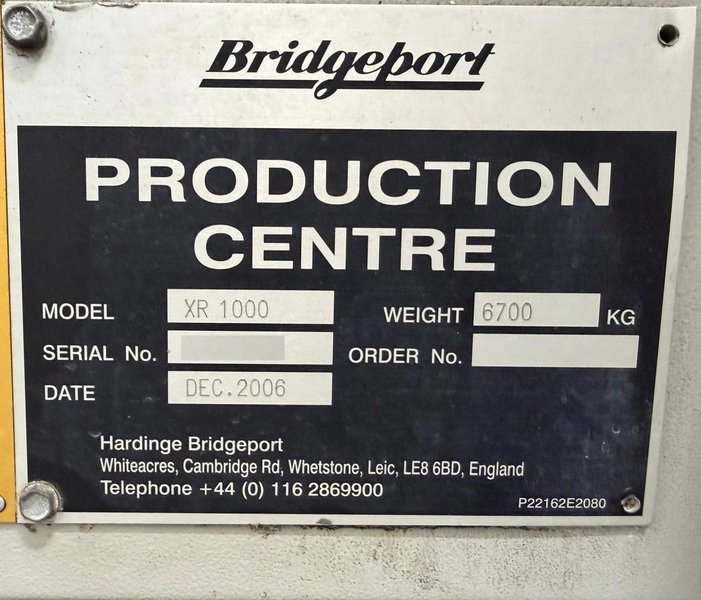 Bridgeport
PRODUCTION
CENTRE
MODEL XR 1000 WEIGHT 6700 KG
SERIAL No. ORDER No.
DATE DEC.2006
Hardinge Bridgeport
Whiteacres, Cambridge Rd, Whetstone, Leic, LE8 6BD, England
Telephone +44 (0) 116 2869900
P22162E2080